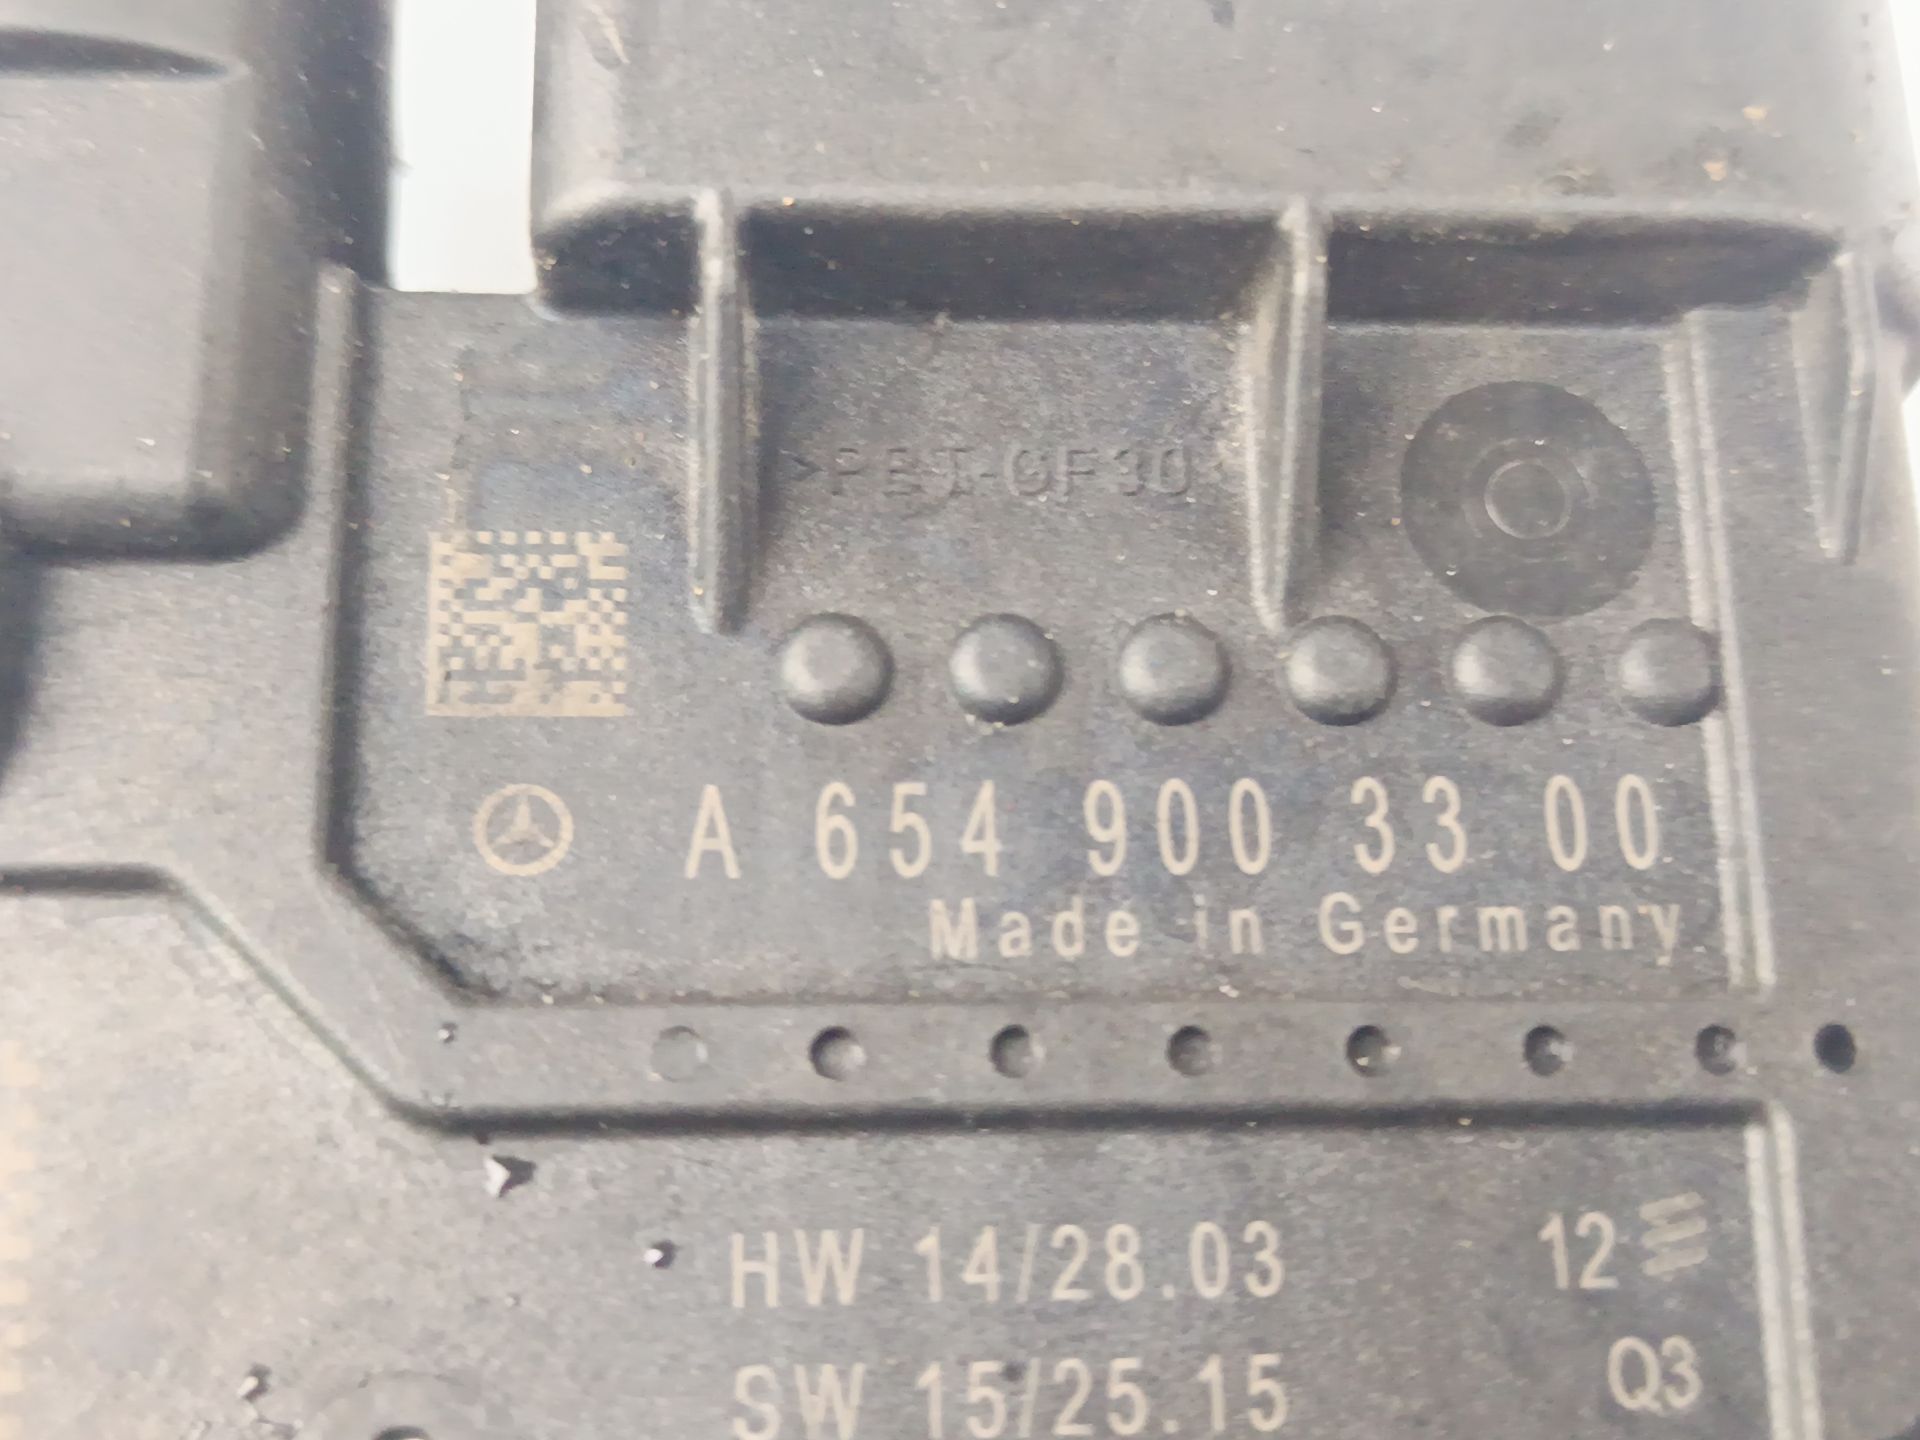 >PET-GF30<
A 654 900 33 00
Made in Germany
HW 14/28.03 12
SW 15/25.15 Q3